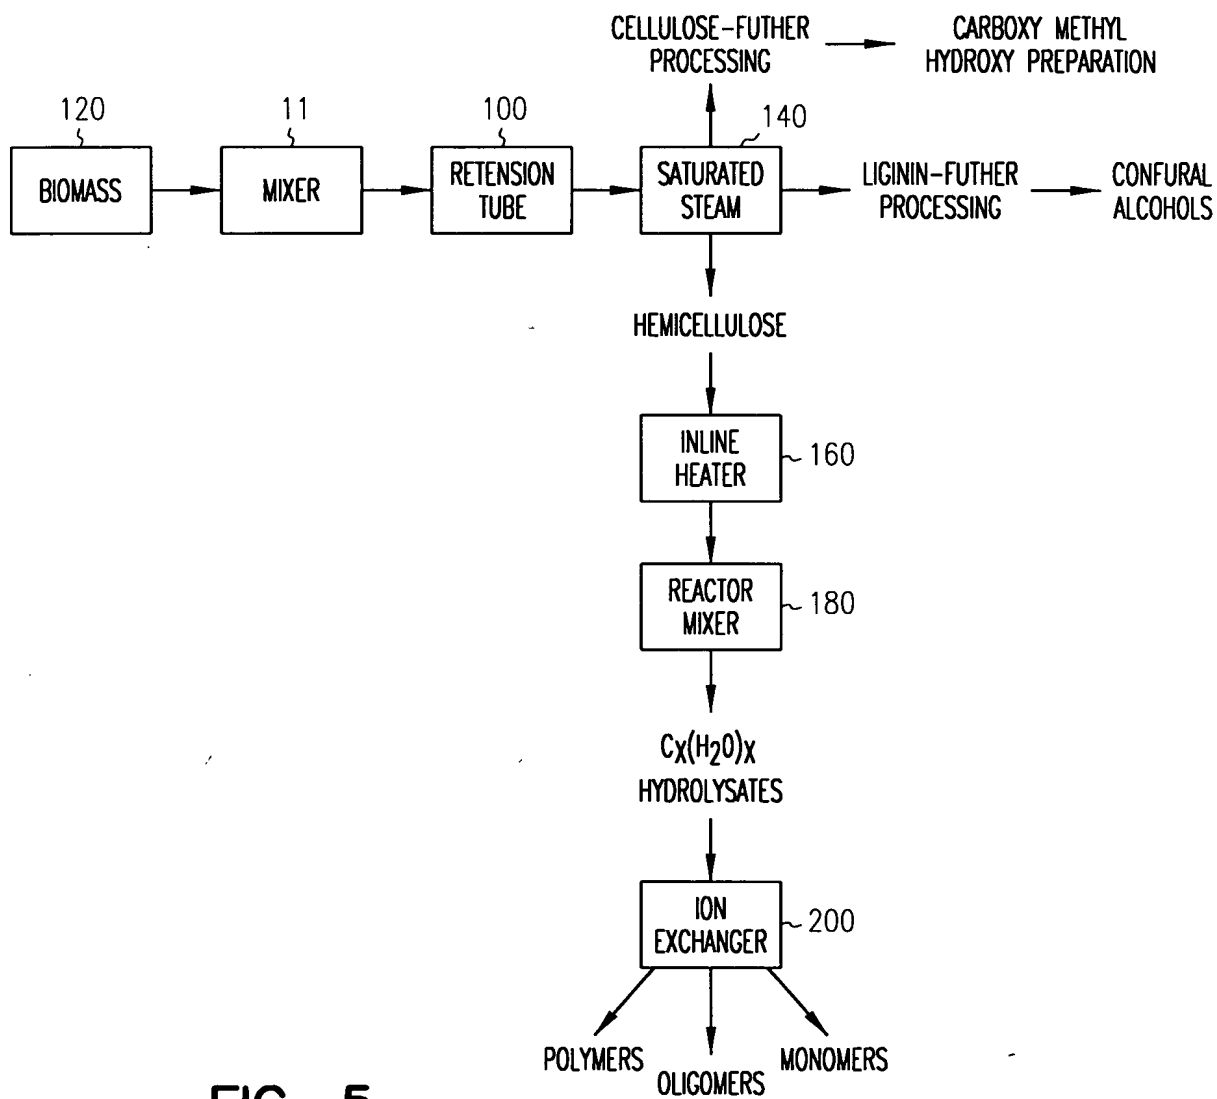 CELLULOSE-FUTHER
PROCESSING
CARBOXY METHYL
HYDROXY PREPARATION
120
11
100
140
BIOMASS
MIXER
RETENSION
TUBE
SATURATED
STEAM
LIGININ-FUTHER
PROCESSING
CONFURAL
ALCOHOLS
HEMICELLULOSE
INLINE
HEATER
160
REACTOR
MIXER
180
CX(H2O)X
HYDROLYSATES
ION
EXCHANGER
200
POLYMERS
OLIGOMERS
MONOMERS
FIG. 5